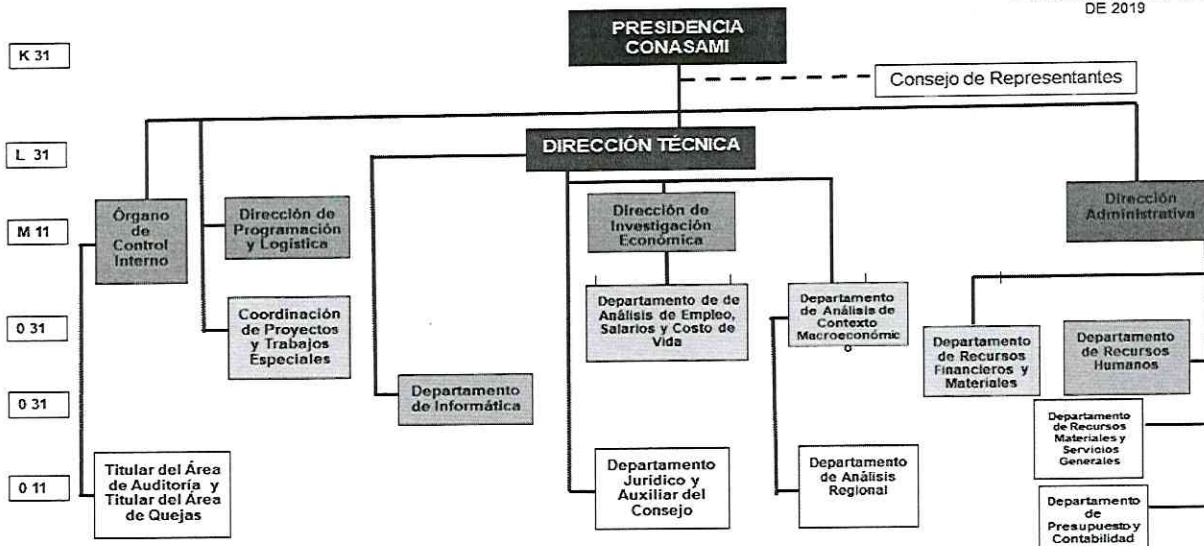 DE 2019
PRESIDENCIA
CONASAMI
K 31
Consejo de Representantes
L 31
DIRECCIÓN TÉCNICA
M 11
Órgano
de
Control
Interno
Dirección de
Programación
y Logística
Dirección de
Investigación
Económica
Dirección
Administrativa
0 31
Coordinación
de Proyectos
y Trabajos
Especiales
Departamento de de
Análisis de Empleo,
Salarios y Costo de
Vida
Departamento
de Análisis de
Contexto
Macroeconómic
o
Departamento
de Recursos
Financieros y
Materiales
Departamento
de Recursos
Humanos
0 31
Departamento
de Informática
Departamento
de Recursos
Materiales y
Servicios
Generales
0 11
Titular del Área
de Auditoría y
Titular del Área
de Quejas
Departamento
Jurídico y
Auxiliar del
Consejo
Departamento
de Análisis
Regional
Departamento
de
Presupuesto y
Contabilidad